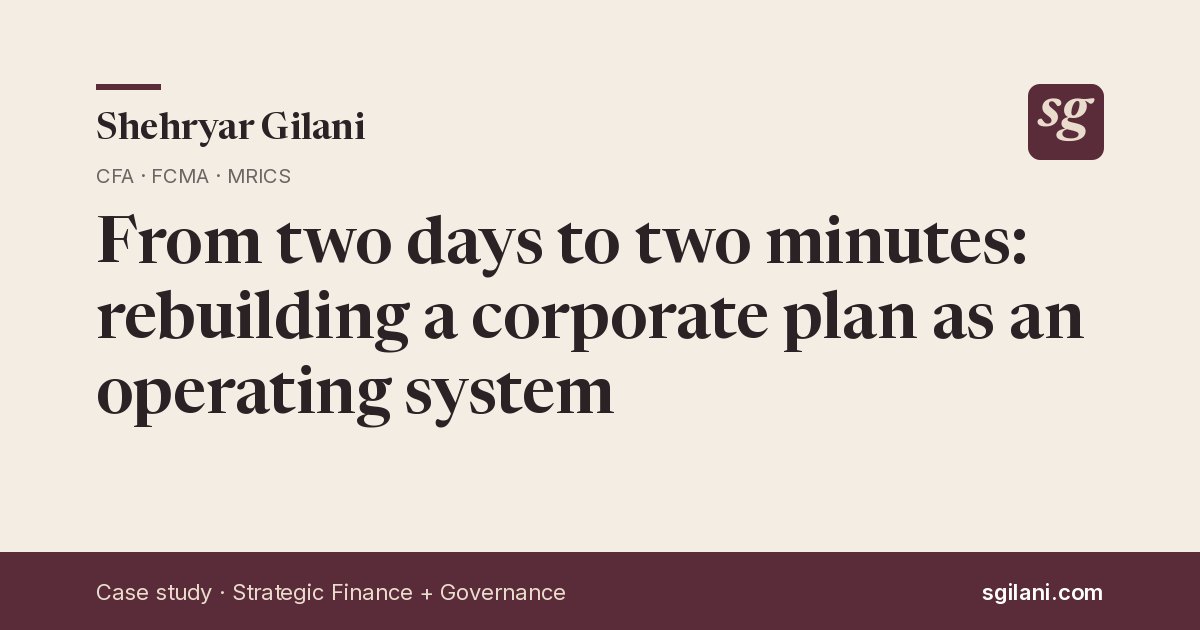 Shehryar Gilani
sg
CFA · FCMA · MRICS
From two days to two minutes:
rebuilding a corporate plan as an
operating system
Case study · Strategic Finance + Governance
sgilani.com